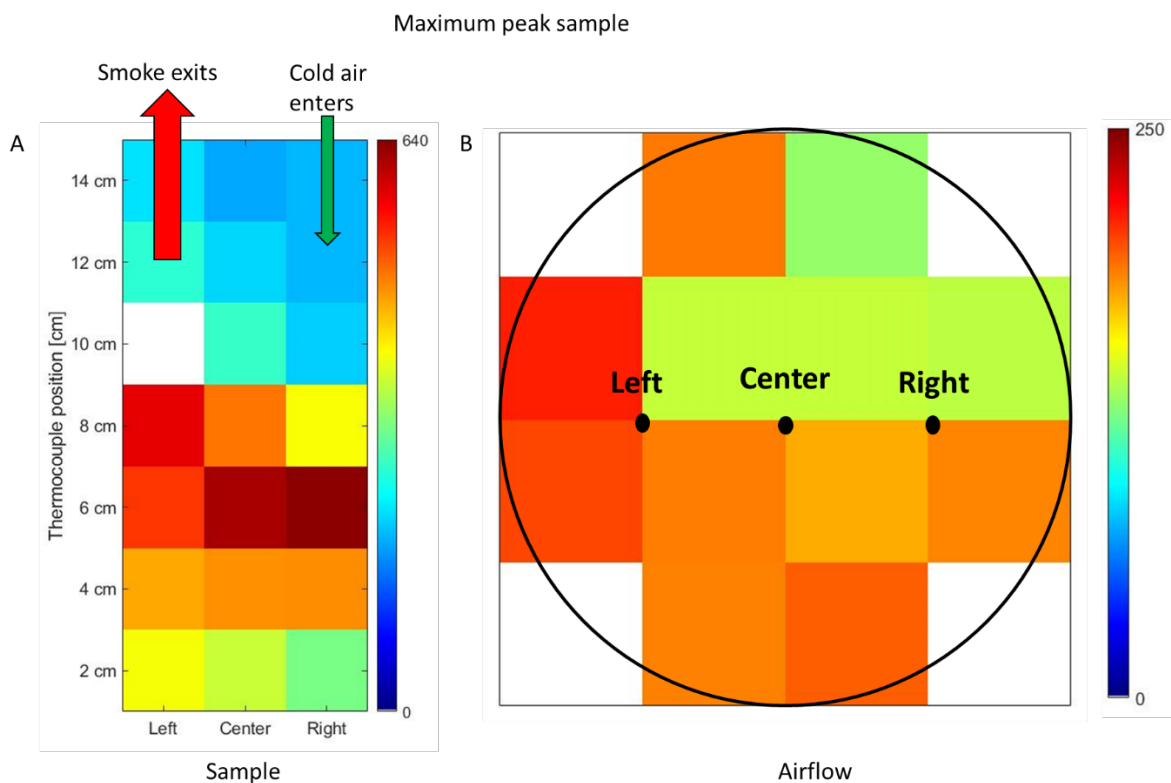 Maximum peak sample
Smoke exits
Cold air
enters
A
640
14 cm
12 cm
10 cm
8 cm
6 cm
4 cm
2 cm
Thermocouple position [cm]
0
Left Center Right
Sample
B
250
Left Center Right
0
Airflow